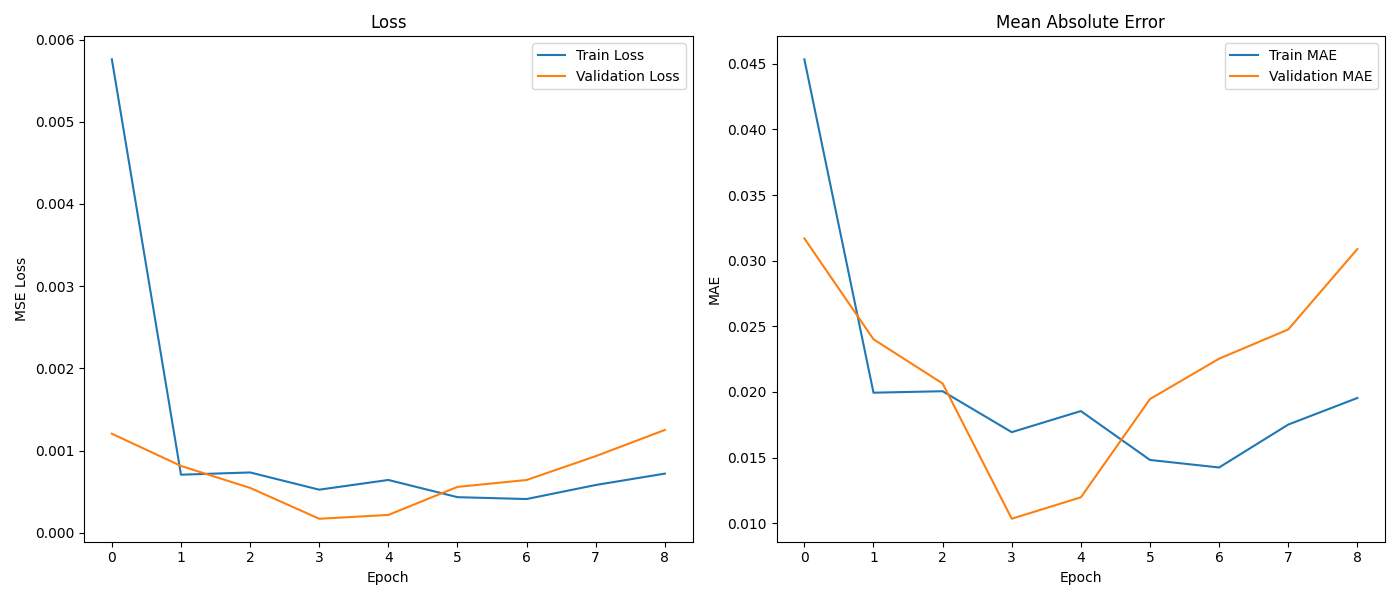 Loss
0.006
0.005
0.004
0.003
0.002
0.001
0.000
MSE Loss
Train Loss
Validation Loss
0 1 2 3 4 5 6 7 8
Epoch
Mean Absolute Error
0.045
0.040
0.035
0.030
0.025
0.020
0.015
0.010
MAE
Train MAE
Validation MAE
0 1 2 3 4 5 6 7 8
Epoch